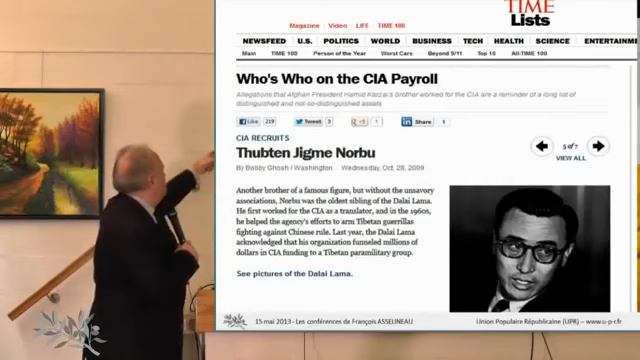 TIME
Lists
Magazine | Video | LIFE | TIME 100
NEWSFEED U.S. POLITICS WORLD BUSINESS TECH HEALTH SCIENCE ENTERTAINME
Main TIME 100 Person of the Year Worst Cars Beyond 9/11 Top 10 All-TIME 100
Who's Who on the CIA Payroll
Allegations that Afghan President Hamid Karzai's brother worked for the CIA are a reminder of a long list of
distinguished and not-so-distinguished assets
Like 219 Tweet 3 +1 1 Share 1
CIA RECRUITS
Thubten Jigme Norbu
5 of 7
VIEW ALL
By Bobby Ghosh / Washington Wednesday, Oct. 28, 2009
Another brother of a famous figure, but without the unsavory
associations, Norbu was the oldest sibling of the Dalai Lama.
He first worked for the CIA as a translator, and in the 1960s,
he helped the agency's efforts to arm Tibetan guerrillas
fighting against Chinese rule. Last year, the Dalai Lama
acknowledged that his organization funneled millions of
dollars in CIA funding to a Tibetan paramilitary group.
See pictures of the Dalai Lama.
15 mai 2013 - Les conférences de François ASSELINEAU Union Populaire Républicaine (UPR) – www.u-p-r.fr